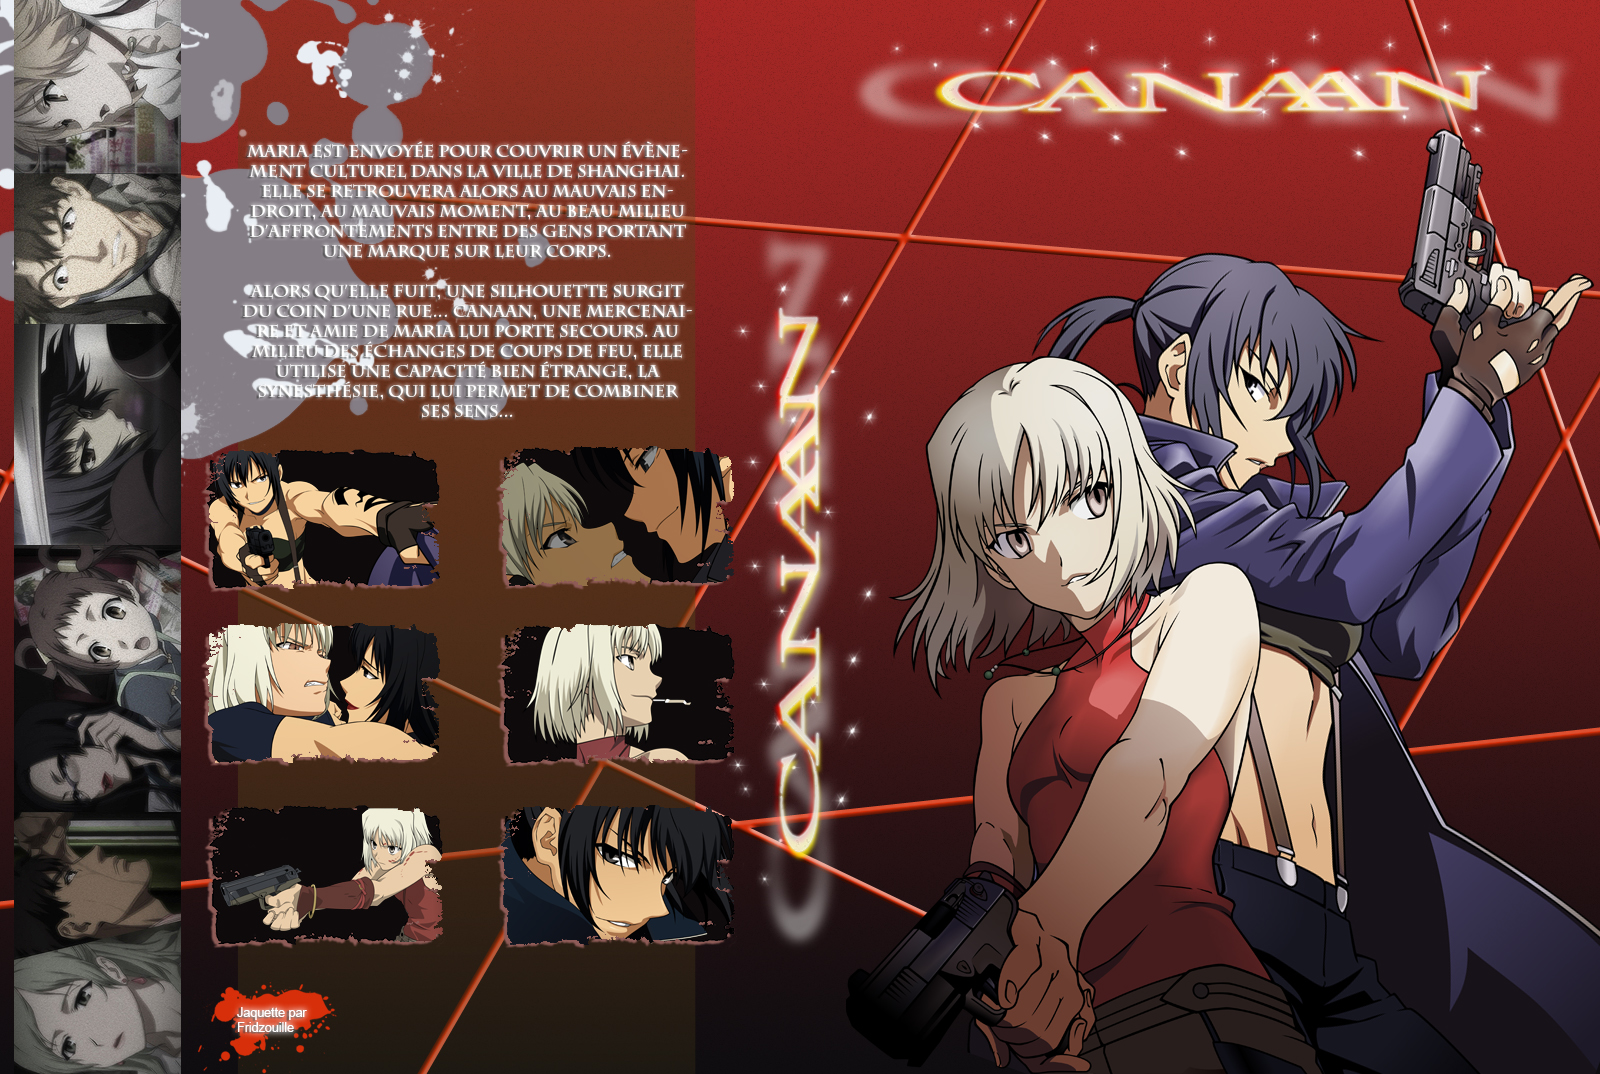 CANAAN
MARIA EST ENVOYÉE POUR COUVRIR UN ÉVÈNE-
MENT CULTUREL DANS LA VILLE DE SHANGHAI.
ELLE SE RETROUVERA ALORS AU MAUVAIS EN-
DROIT, AU MAUVAIS MOMENT, AU BEAU MILIEU
D'AFFRONTEMENTS ENTRE DES GENS PORTANT
UNE MARQUE SUR LEUR CORPS.
ALORS QU'ELLE FUIT, UNE SILHOUETTE SURGIT
DU COIN D'UNE RUE... CANAAN, UNE MERCENAI-
RE ET AMIE DE MARIA LUI PORTE SECOURS. AU
MILIEU DES ÉCHANGES DE COUPS DE FEU, ELLE
UTILISE UNE CAPACITÉ BIEN ÉTRANGE, LA
SYNESTHÉSIE, QUI LUI PERMET DE COMBINER
SES SENS...
CANAAN
Jaquette par
Fridzouille